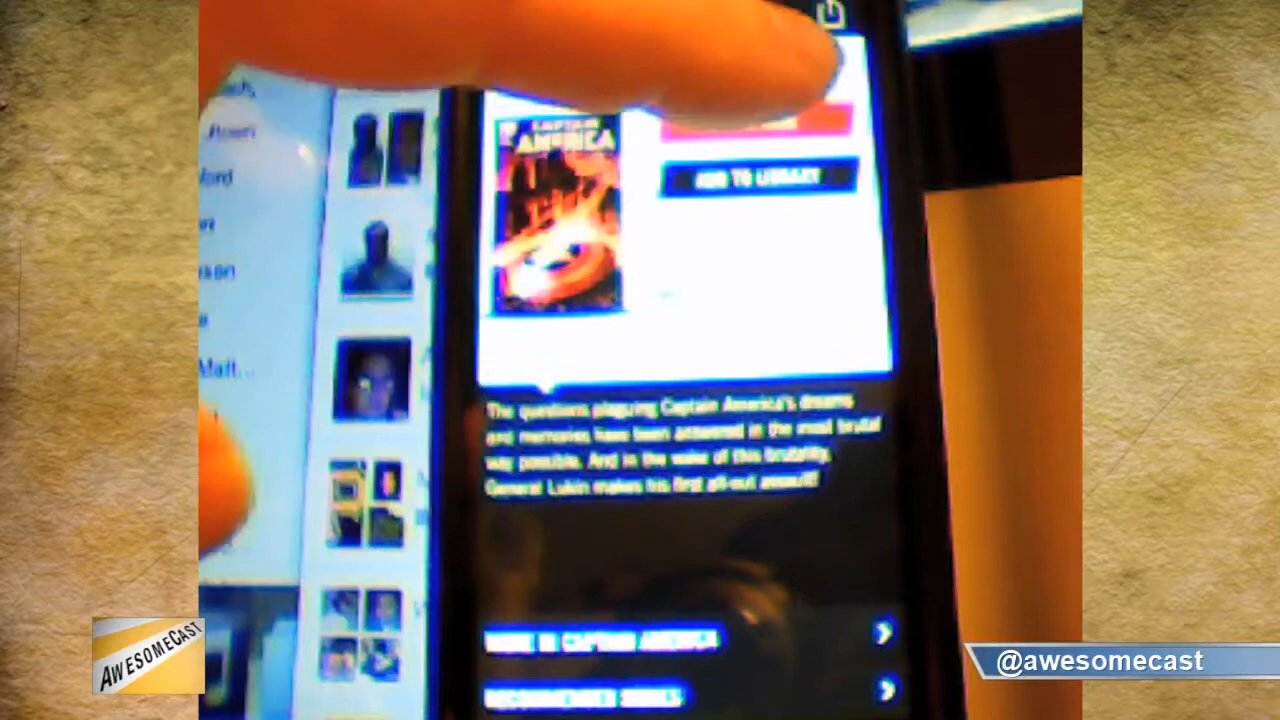 CAPTAIN
AMERICA
ADD TO LIBRARY
Matt...
The questions plaguing Captain America's dreams
and memories have been answered in the most brutal
way possible. And in the wake of this brutality,
General Lukin makes his first all-out assault!
MORE IN CAPTAIN AMERICA
RECOMMENDED SERIES
AWESOMECAST
@awesomecast